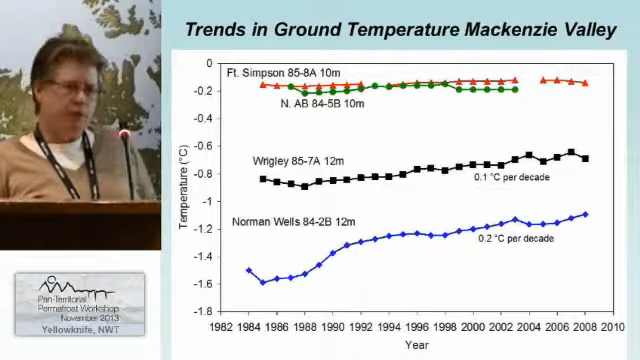 Trends in Ground Temperature Mackenzie Valley
0
-0.2
-0.4
-0.6
-0.8
-1
-1.2
-1.4
-1.6
-1.8
Temperature (°C)
Ft. Simpson 85-8A 10m
N. AB 84-5B 10m
Wrigley 85-7A 12m
0.1 °C per decade
Norman Wells 84-2B 12m
0.2 °C per decade
1982 1984 1986 1988 1990 1992 1994 1996 1998 2000 2002 2004 2006 2008 2010
Year
Pan-Territorial
Permafrost Workshop
November 2013
Yellowknife, NWT